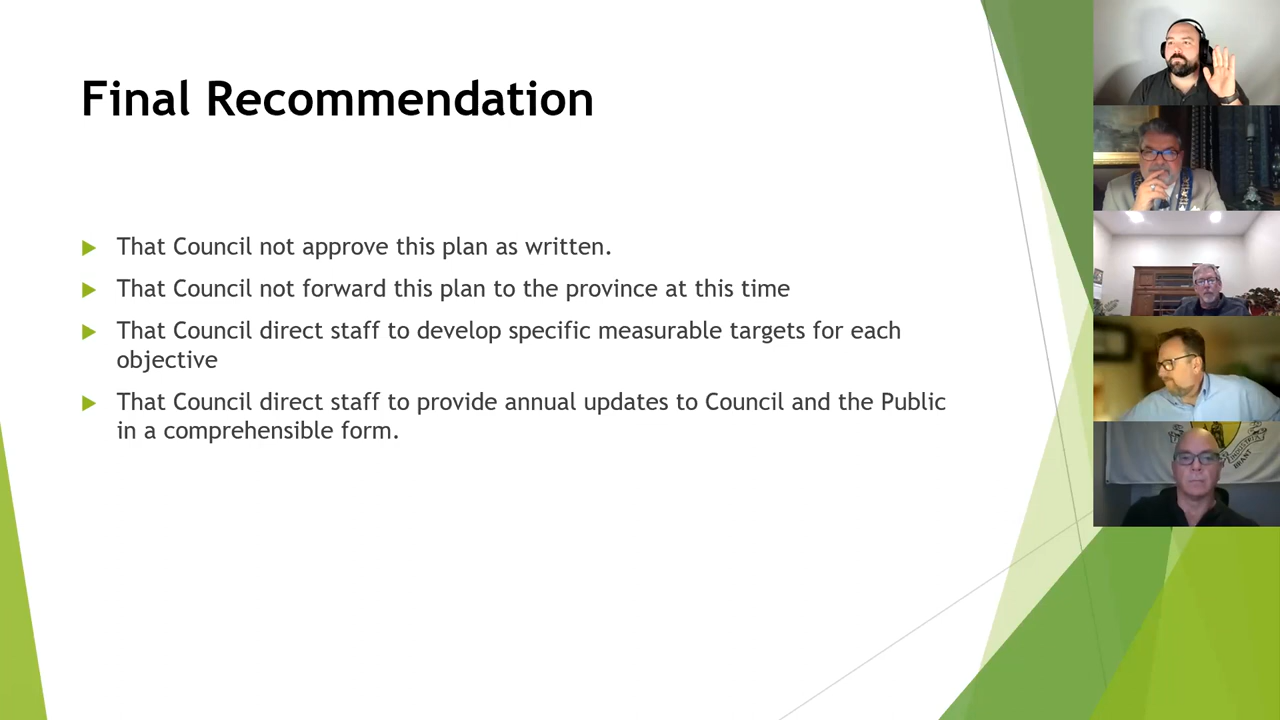 Final Recommendation
That Council not approve this plan as written.
That Council not forward this plan to the province at this time
That Council direct staff to develop specific measurable targets for each
objective
That Council direct staff to provide annual updates to Council and the Public
in a comprehensible form.
BRANT